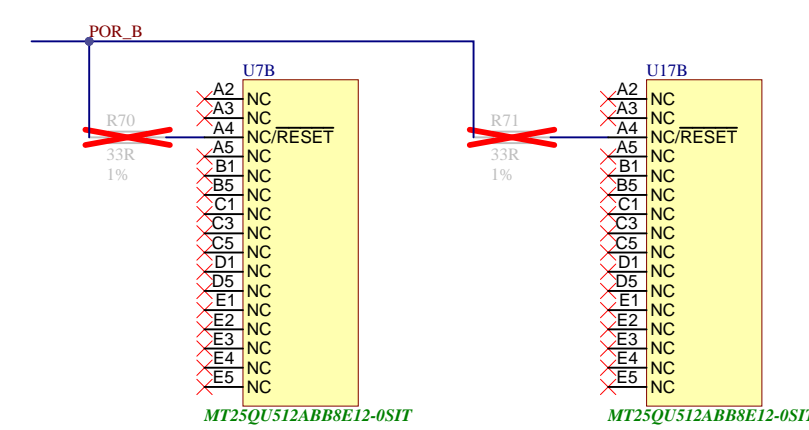 POR_B
U7B
U17B
A2 NC
A3 NC
R70
A4 NC/RESET
33R
A5 NC
1%
B1 NC
B5 NC
C1 NC
C3 NC
C5 NC
D1 NC
D5 NC
E1 NC
E2 NC
E3 NC
E4 NC
E5 NC
MT25QU512ABB8E12-0SIT
A2 NC
A3 NC
R71
A4 NC/RESET
33R
A5 NC
1%
B1 NC
B5 NC
C1 NC
C3 NC
C5 NC
D1 NC
D5 NC
E1 NC
E2 NC
E3 NC
E4 NC
E5 NC
MT25QU512ABB8E12-0SIT